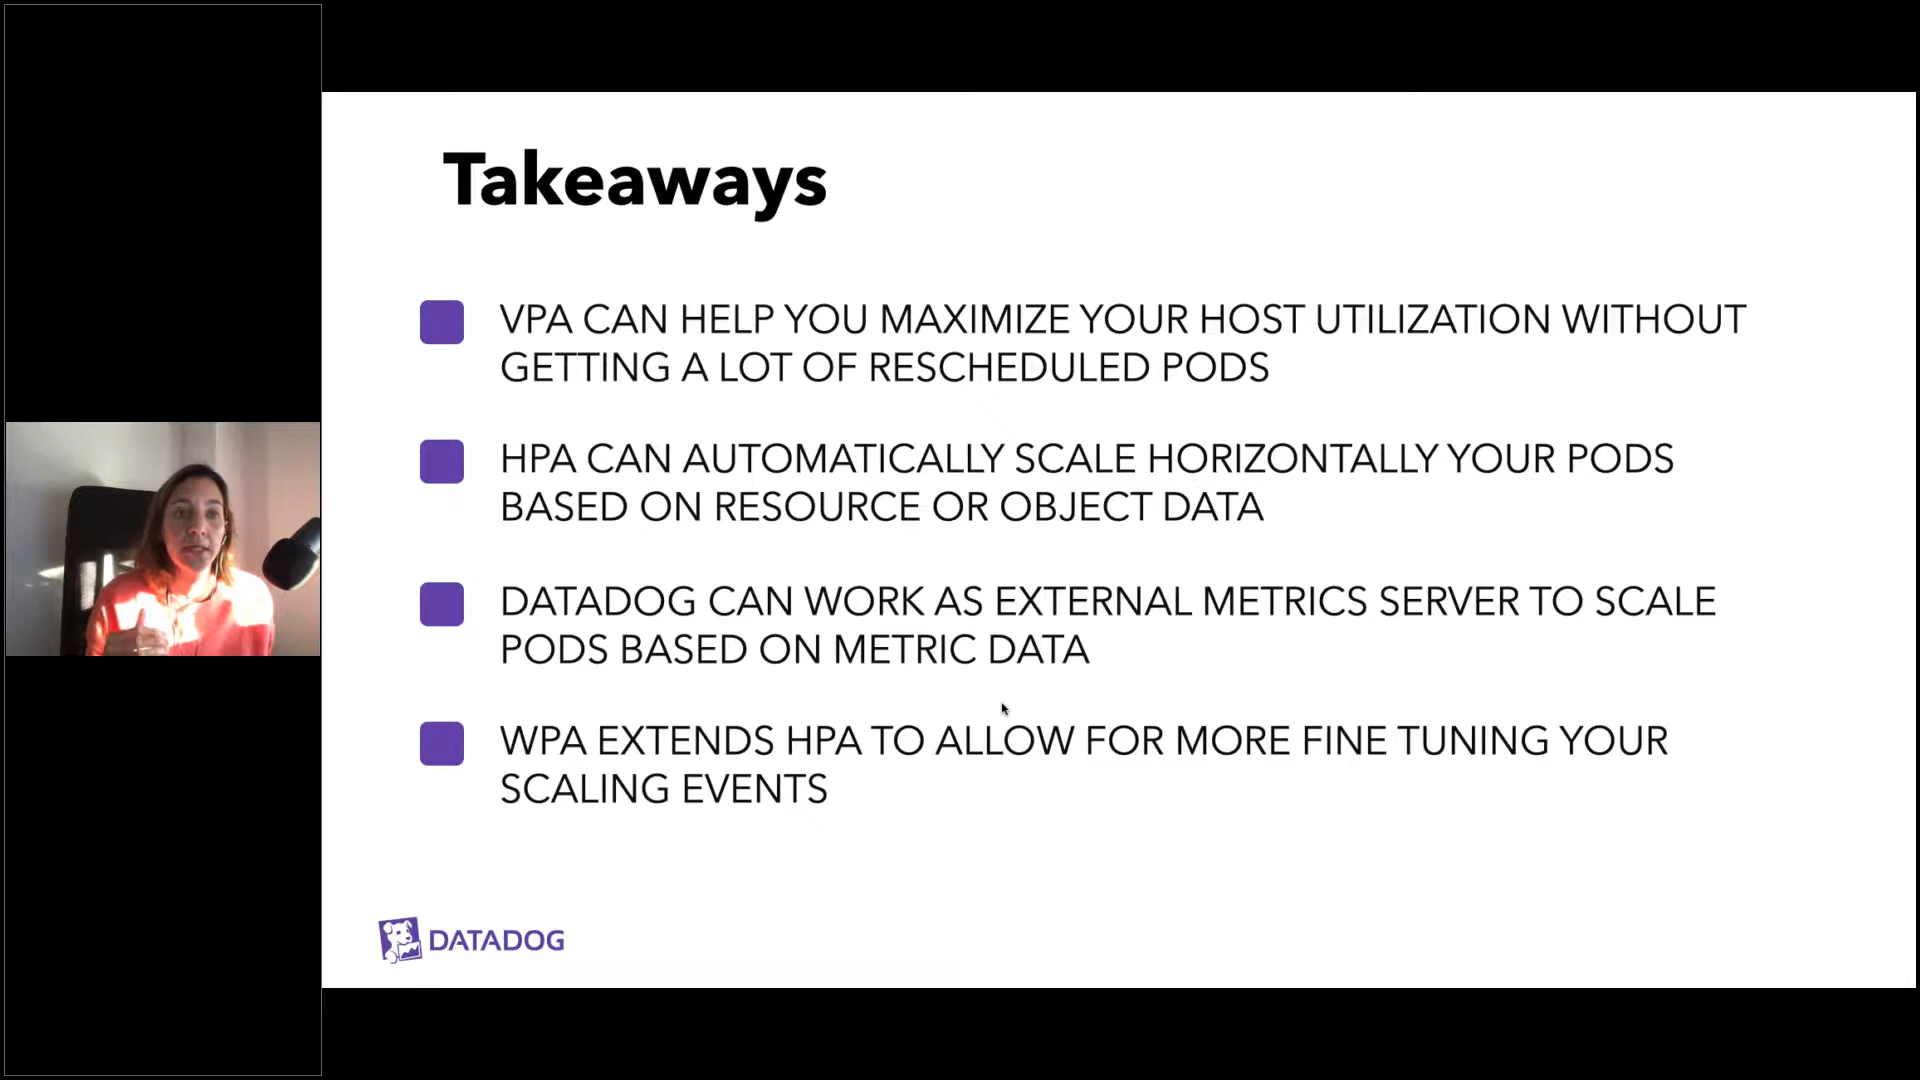 Takeaways
VPA CAN HELP YOU MAXIMIZE YOUR HOST UTILIZATION WITHOUT
GETTING A LOT OF RESCHEDULED PODS
HPA CAN AUTOMATICALLY SCALE HORIZONTALLY YOUR PODS
BASED ON RESOURCE OR OBJECT DATA
DATADOG CAN WORK AS EXTERNAL METRICS SERVER TO SCALE
PODS BASED ON METRIC DATA
WPA EXTENDS HPA TO ALLOW FOR MORE FINE TUNING YOUR
SCALING EVENTS
DATADOG